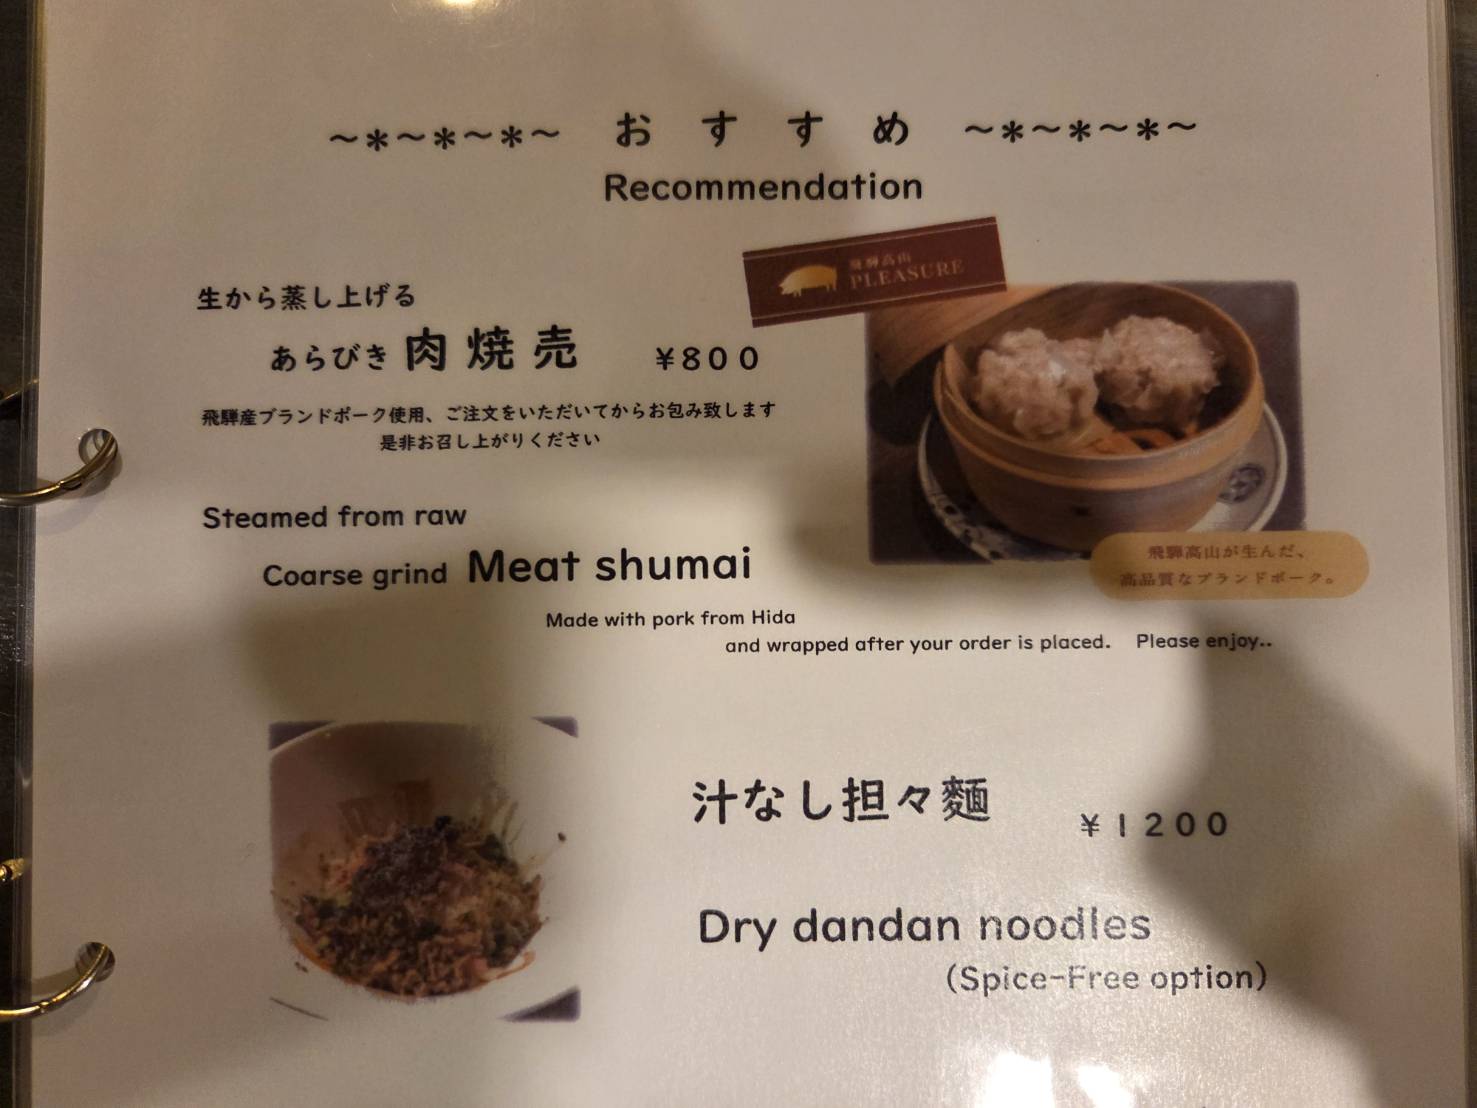 ～＊～＊～＊～　おすすめ　～＊～＊～＊～
Recommendation
飛騨高山
PLEASURE
生から蒸し上げる
あらびき 肉焼売　￥８００
飛騨産ブランドポーク使用、ご注文をいただいてからお包み致します
是非お召し上がりください
Steamed from raw
Coarse grind Meat shumai
飛騨高山が生んだ、
高品質なブランドポーク。
Made with pork from Hida
and wrapped after your order is placed.　Please enjoy..
汁なし担々麺　￥１２００
Dry dandan noodles
（Spice-Free option）